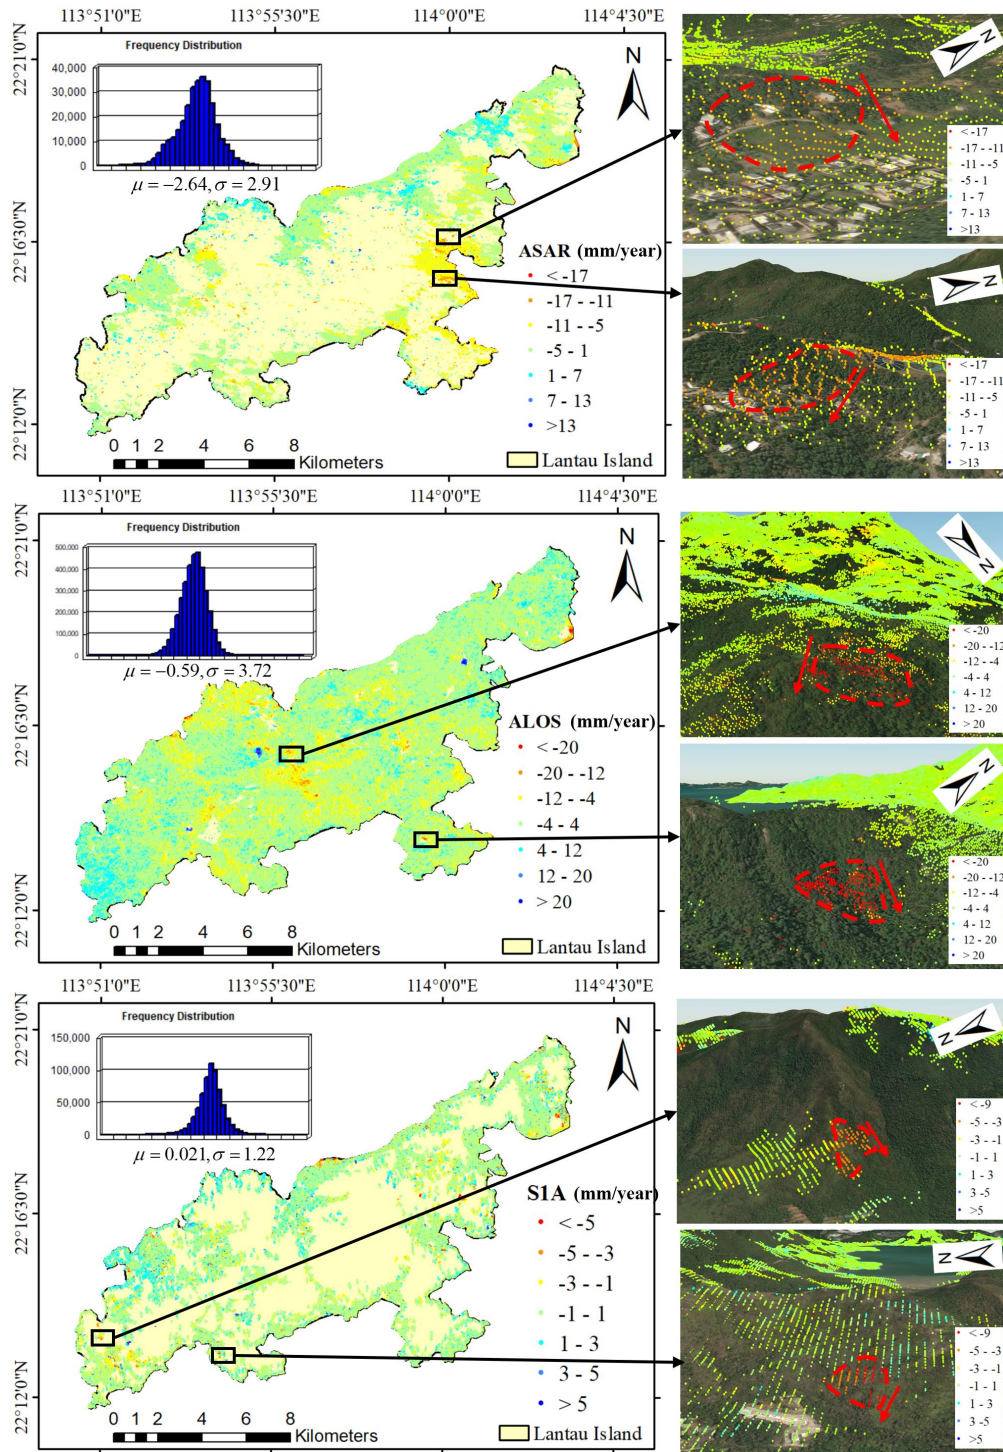 113°51'0"E 113°55'30"E 114°0'0"E 114°4'30"E
22°21'0"N
22°16'30"N
22°12'0"N
Frequency Distribution
40,000
30,000
20,000
10,000
0
μ = −2.64, σ = 2.91
N
ASAR (mm/year)
< -17
-17 - -11
-11 - -5
-5 - 1
1 - 7
7 - 13
>13
0 1 2 4 6 8
Kilometers
Lantau Island
N
< -17
-17 - -11
-11 - -5
-5 - 1
1 - 7
7 - 13
>13
N
< -17
-17 - -11
-11 - -5
-5 - 1
1 - 7
7 - 13
>13
113°51'0"E 113°55'30"E 114°0'0"E 114°4'30"E
22°21'0"N
22°16'30"N
22°12'0"N
Frequency Distribution
500,000
400,000
300,000
200,000
100,000
0
μ = −0.59, σ = 3.72
N
ALOS (mm/year)
< -20
-20 - -12
-12 - -4
-4 - 4
4 - 12
12 - 20
> 20
0 1 2 4 6 8
Kilometers
Lantau Island
N
< -20
-20 - -12
-12 - -4
-4 - 4
4 - 12
12 - 20
> 20
N
< -20
-20 - -12
-12 - -4
-4 - 4
4 - 12
12 - 20
> 20
113°51'0"E 113°55'30"E 114°0'0"E 114°4'30"E
22°21'0"N
22°16'30"N
22°12'0"N
Frequency Distribution
150,000
100,000
50,000
0
μ = 0.021, σ = 1.22
N
S1A (mm/year)
< -5
-5 - -3
-3 - -1
-1 - 1
1 - 3
3 - 5
> 5
0 1 2 4 6 8
Kilometers
Lantau Island
N
< -9
-5 - -3
-3 - -1
-1 - 1
1 - 3
3 -5
>5
N
< -9
-5 - -3
-3 - -1
-1 - 1
1 - 3
3 -5
>5